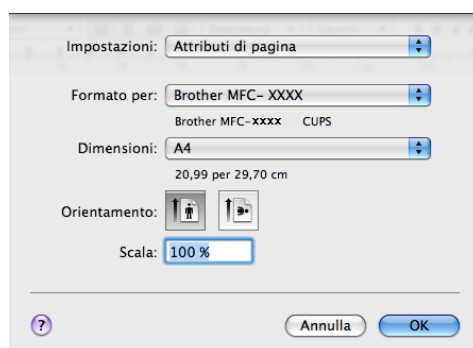 Impostazioni: Attributi di pagina
Formato per: Brother MFC- XXXX
Brother MFC-xxxx CUPS
Dimensioni: A4
20,99 per 29,70 cm
Orientamento:
Scala: 100 %
? Annulla OK